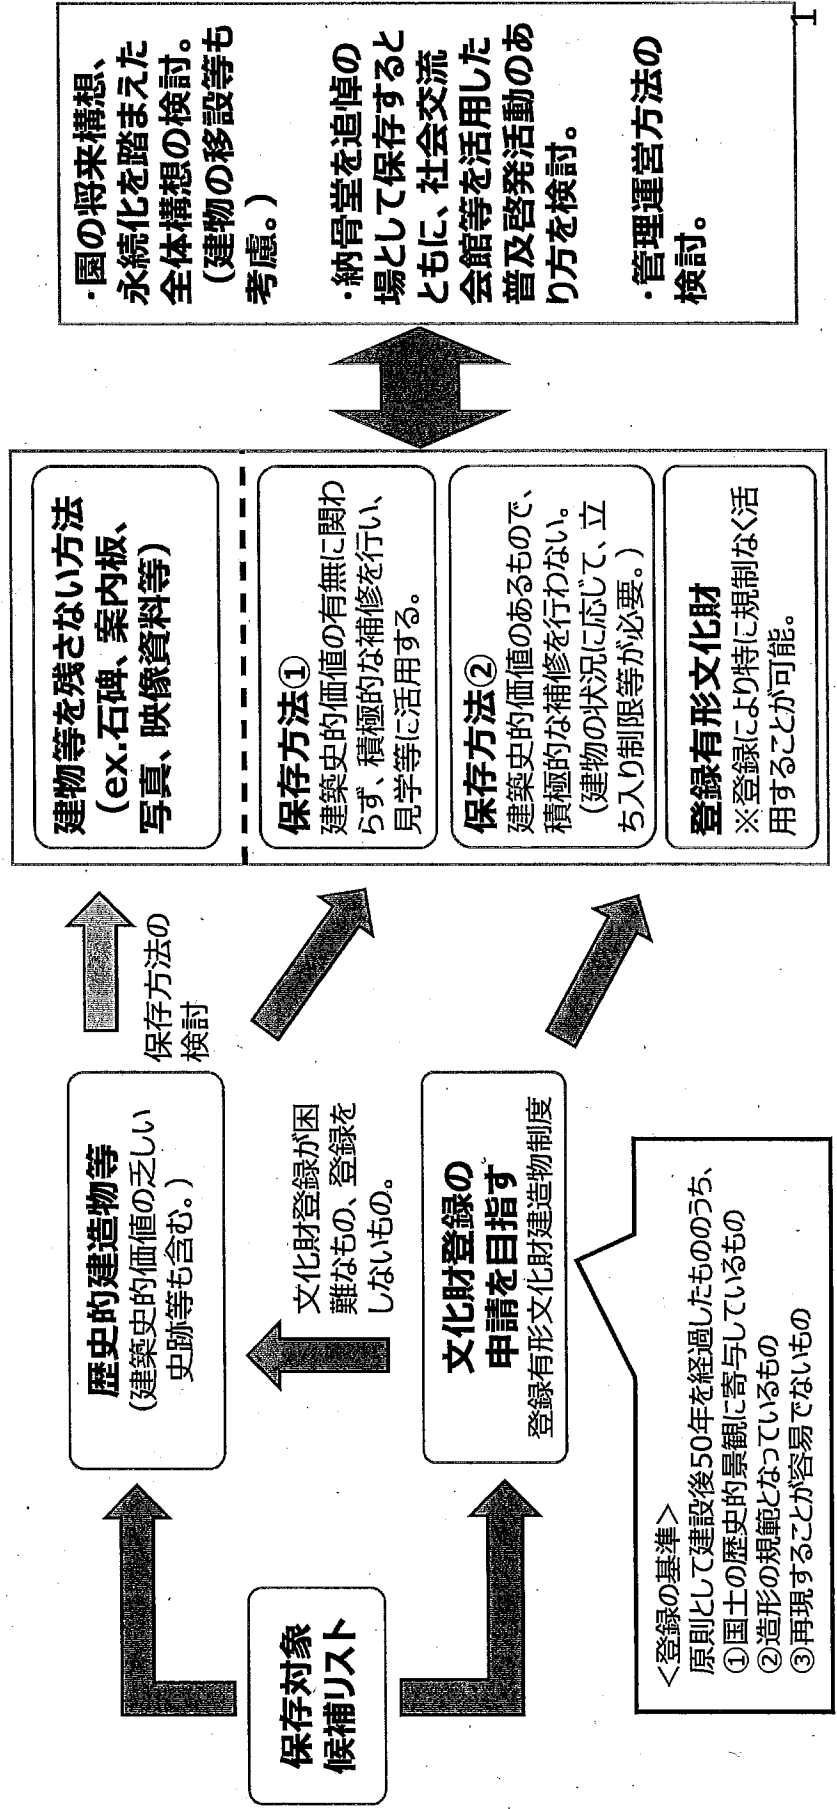 保存対象
候補リスト
歴史的建造物等
(建築史的価値の乏しい
史跡等も含む。)
文化財登録が困
難なもの、登録を
しないもの。
文化財登録の
申請を目指す
登録有形文化財建造物制度
<登録の基準>
原則として建設後50年を経過したもののうち、
①国土の歴史的景観に寄与しているもの
②造形の規範となっているもの
③再現することが容易でないもの
保存方法の
検討
建物等を残さない方法
(ex.石碑、案内板、
写真、映像資料等)
保存方法①
建築史的価値の有無に関わ
らず、積極的な補修を行い、
見学等に活用する。
保存方法②
建築史的価値のあるもので、
積極的な補修を行わない。
(建物の状況に応じて、立
ち入り制限等が必要。)
登録有形文化財
※登録により特に規制なく活
用することが可能。
・園の将来構想、
永続化を踏まえた
全体構想の検討。
(建物の移設等も
考慮。)
・納骨堂を追悼の
場として保存すると
ともに、社会交流
会館等を活用した
普及啓発活動のあ
り方を検討。
・管理運営方法の
検討。
1